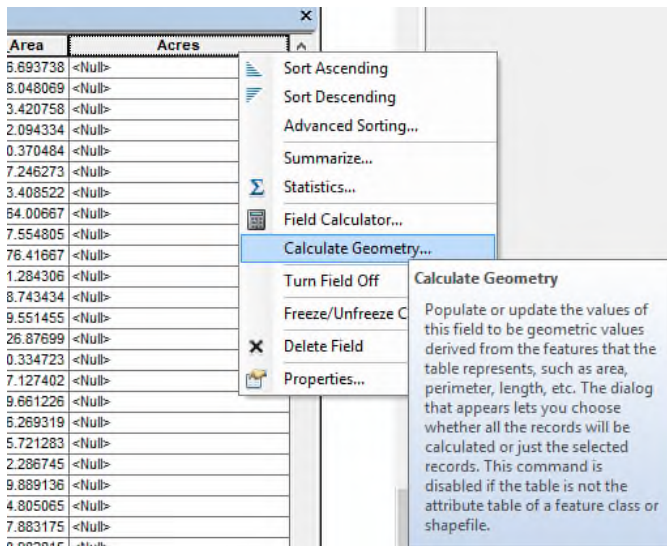 Area Acres
6.693738 <Null>
8.048069 <Null>
3.420758 <Null>
2.094334 <Null>
0.370484 <Null>
7.246273 <Null>
3.408522 <Null>
64.00667 <Null>
7.554805 <Null>
76.41667 <Null>
1.284306 <Null>
8.743434 <Null>
9.551455 <Null>
26.87699 <Null>
0.334723 <Null>
7.127402 <Null>
9.661226 <Null>
6.269319 <Null>
5.721283 <Null>
2.286745 <Null>
9.889136 <Null>
4.805065 <Null>
7.883175 <Null>
Sort Ascending
Sort Descending
Advanced Sorting...
Summarize...
Σ Statistics...
Field Calculator...
Calculate Geometry...
Turn Field Off
Freeze/Unfreeze C
Delete Field
Properties...
Calculate Geometry
Populate or update the values of
this field to be geometric values
derived from the features that the
table represents, such as area,
perimeter, length, etc. The dialog
that appears lets you choose
whether all the records will be
calculated or just the selected
records. This command is
disabled if the table is not the
attribute table of a feature class or
shapefile.